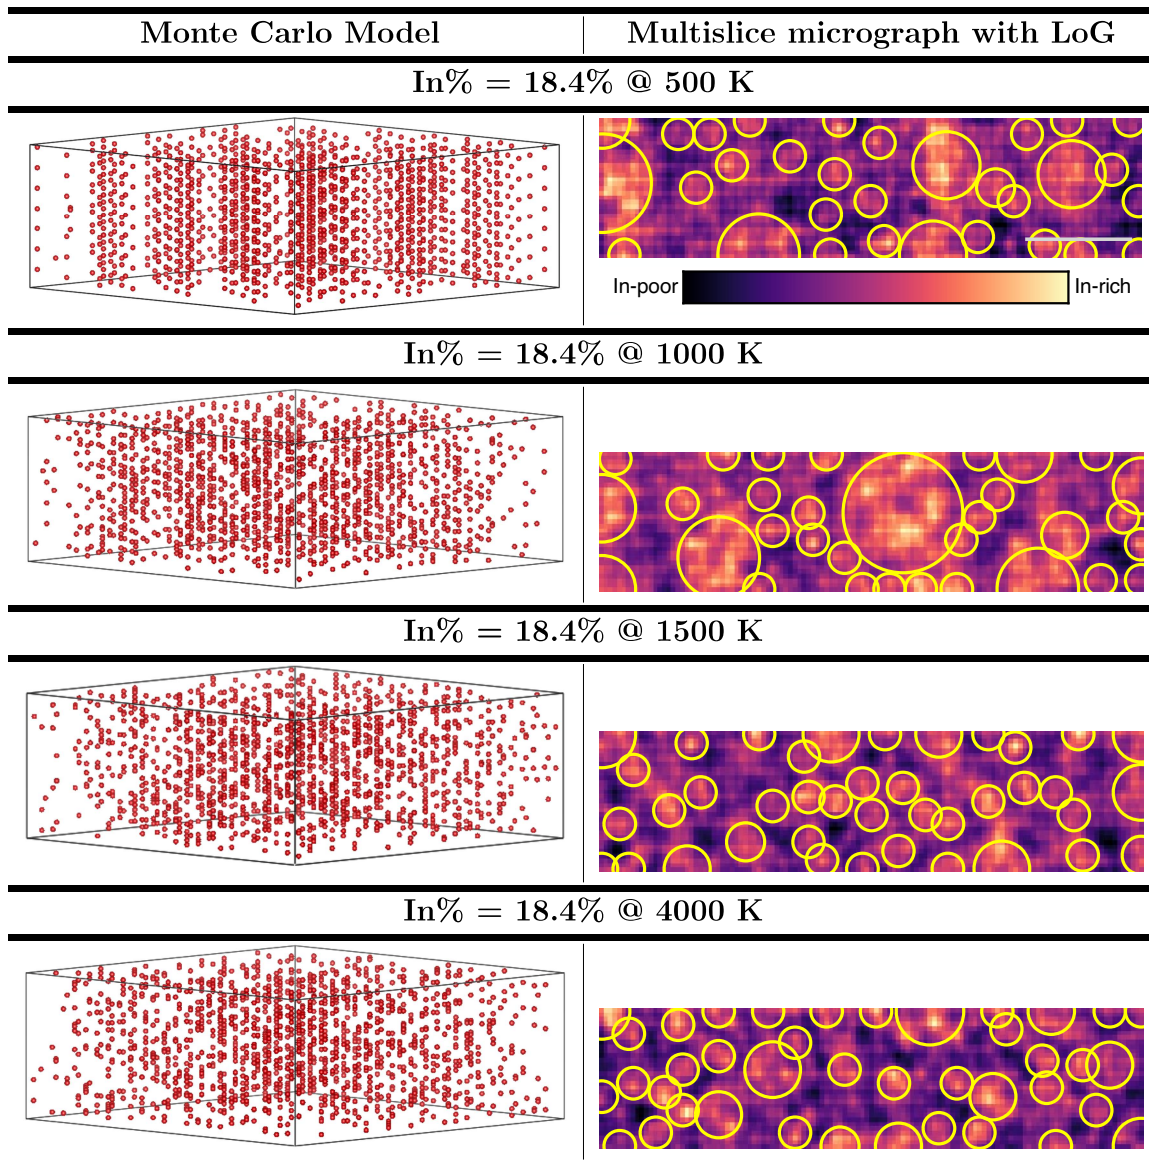 Monte Carlo Model
Multislice micrograph with LoG
In% = 18.4% @ 500 K
In-poor
In-rich
In% = 18.4% @ 1000 K
In% = 18.4% @ 1500 K
In% = 18.4% @ 4000 K